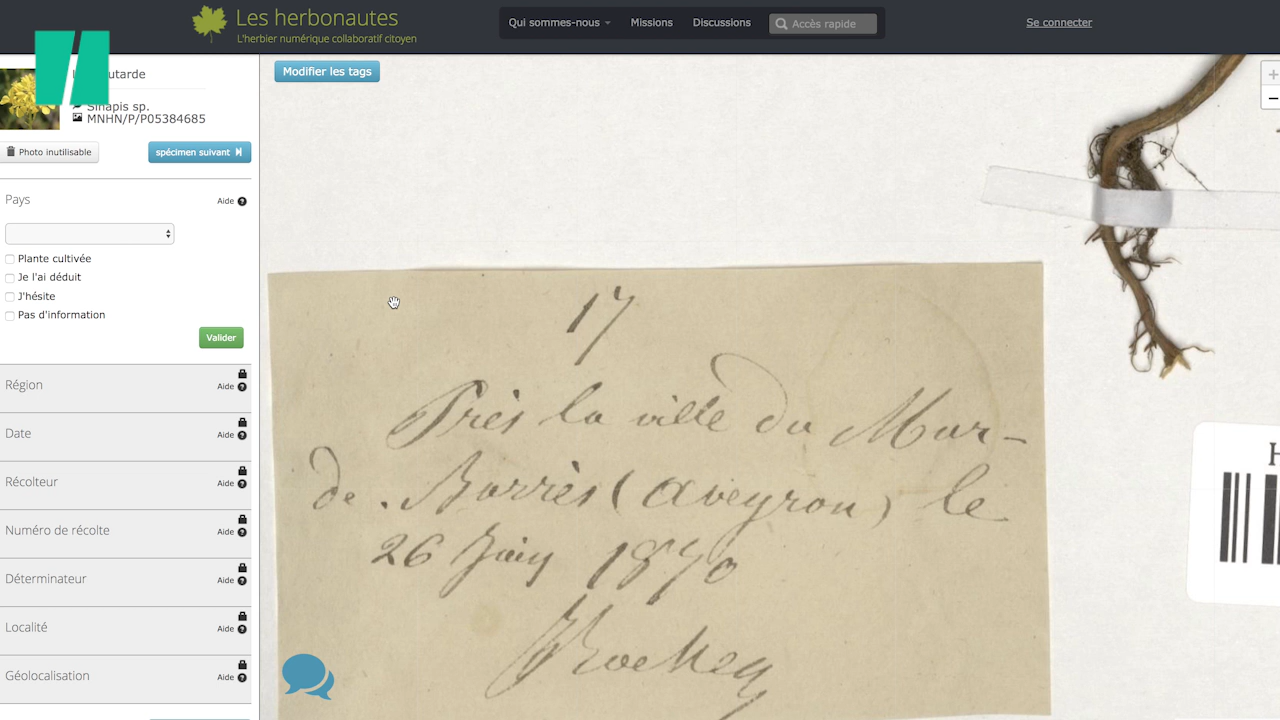 Les herbonautes
L'herbier numérique collaboratif citoyen
Qui sommes-nous
Missions
Discussions
Accès rapide
Se connecter
utarde
Sinapis sp.
MNHN/P/P05384685
Photo inutilisable
spécimen suivant
Pays
Aide
Plante cultivée
Je l'ai déduit
J'hésite
Pas d'information
Valider
Région
Aide
Date
Aide
Récolteur
Aide
Numéro de récolte
Aide
Déterminateur
Aide
Localité
Aide
Géolocalisation
Aide
Modifier les tags
17
Près la ville du Mur-
de. Barrès (Aveyron) le
26 Juin 1870
H